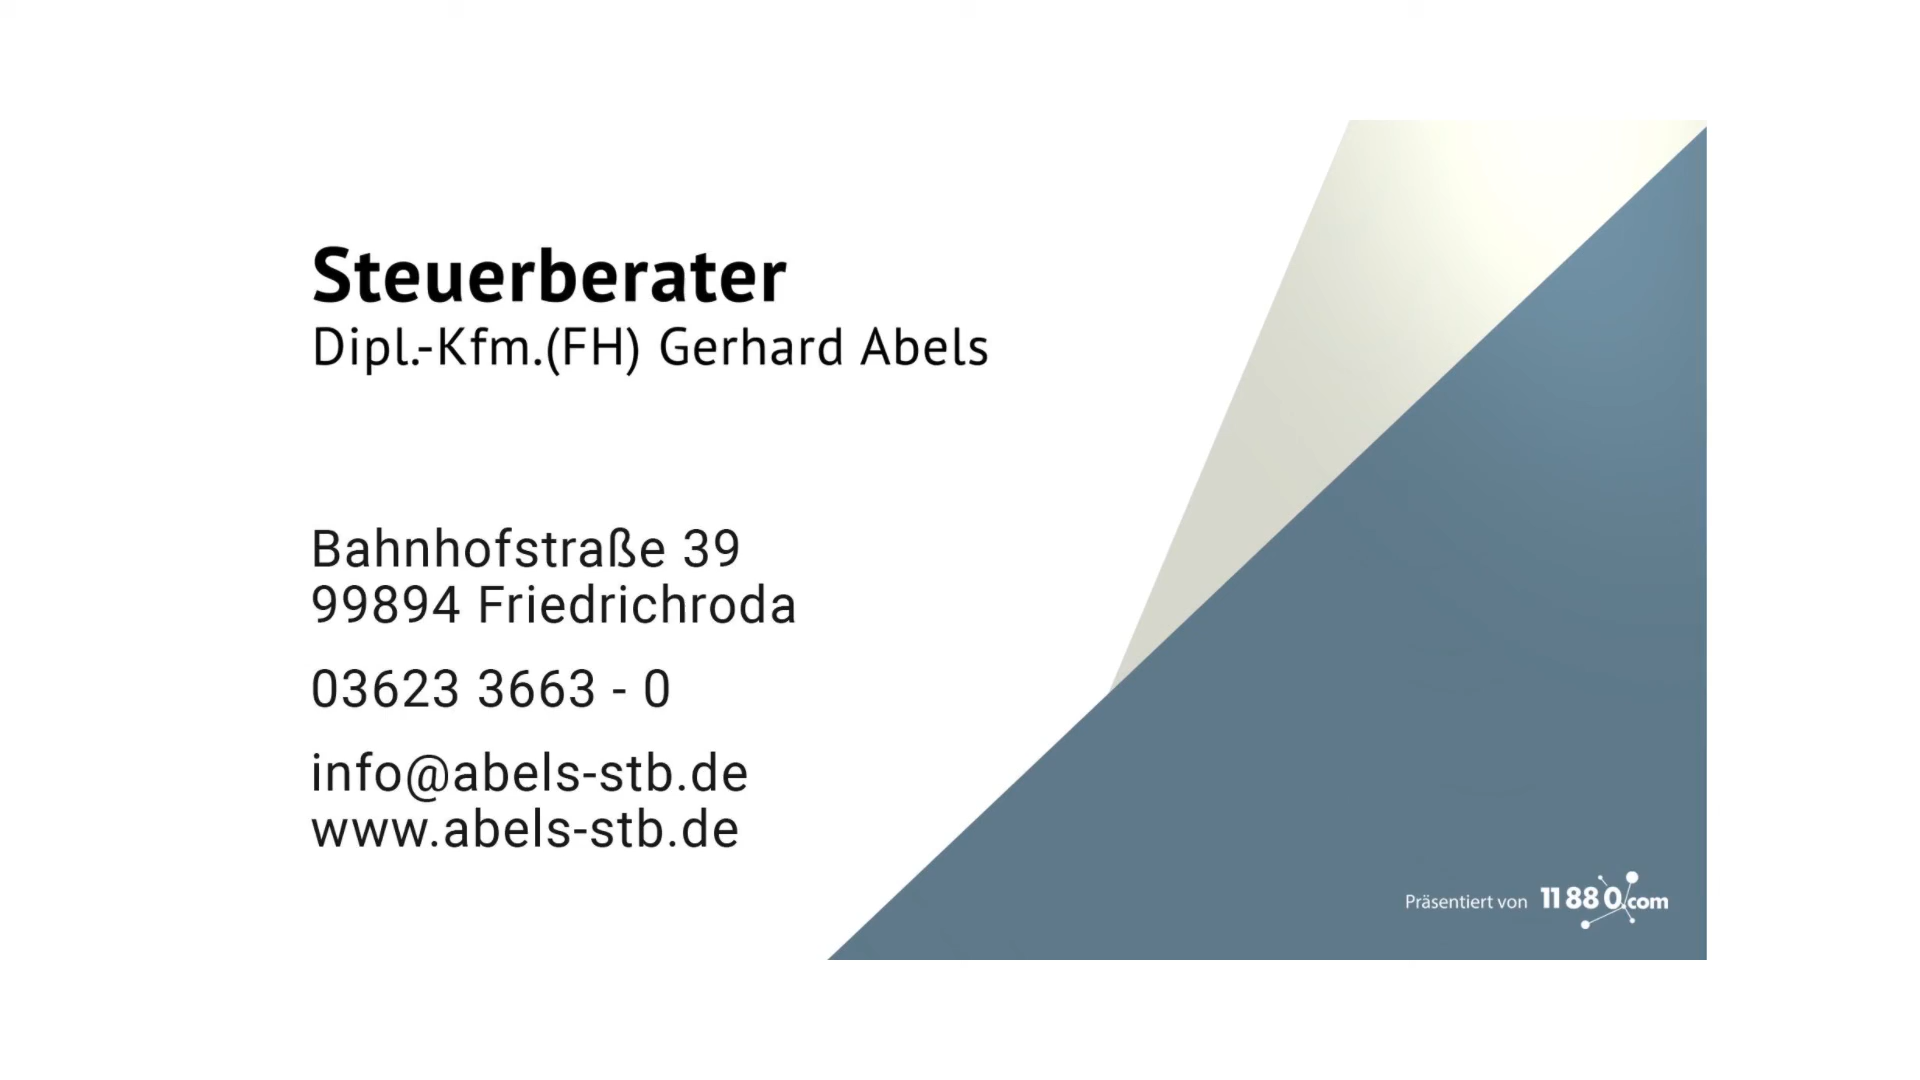 Steuerberater
Dipl.-Kfm.(FH) Gerhard Abels
Bahnhofstraße 39
99894 Friedrichroda
03623 3663 - 0
info@abels-stb.de
www.abels-stb.de
Präsentiert von 11880.com